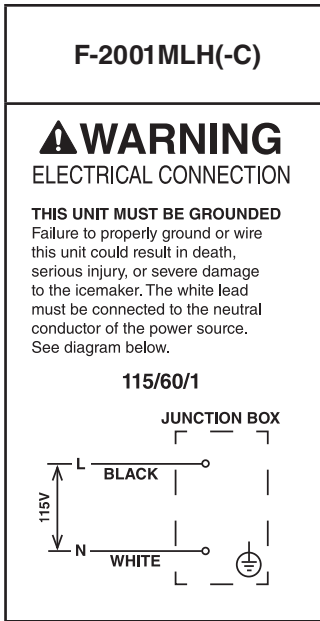 F-2001MLH(-C)
WARNING
ELECTRICAL CONNECTION
THIS UNIT MUST BE GROUNDED
Failure to properly ground or wire
this unit could result in death,
serious injury, or severe damage
to the icemaker. The white lead
must be connected to the neutral
conductor of the power source.
See diagram below.
115/60/1
JUNCTION BOX
L
BLACK
115V
N
WHITE